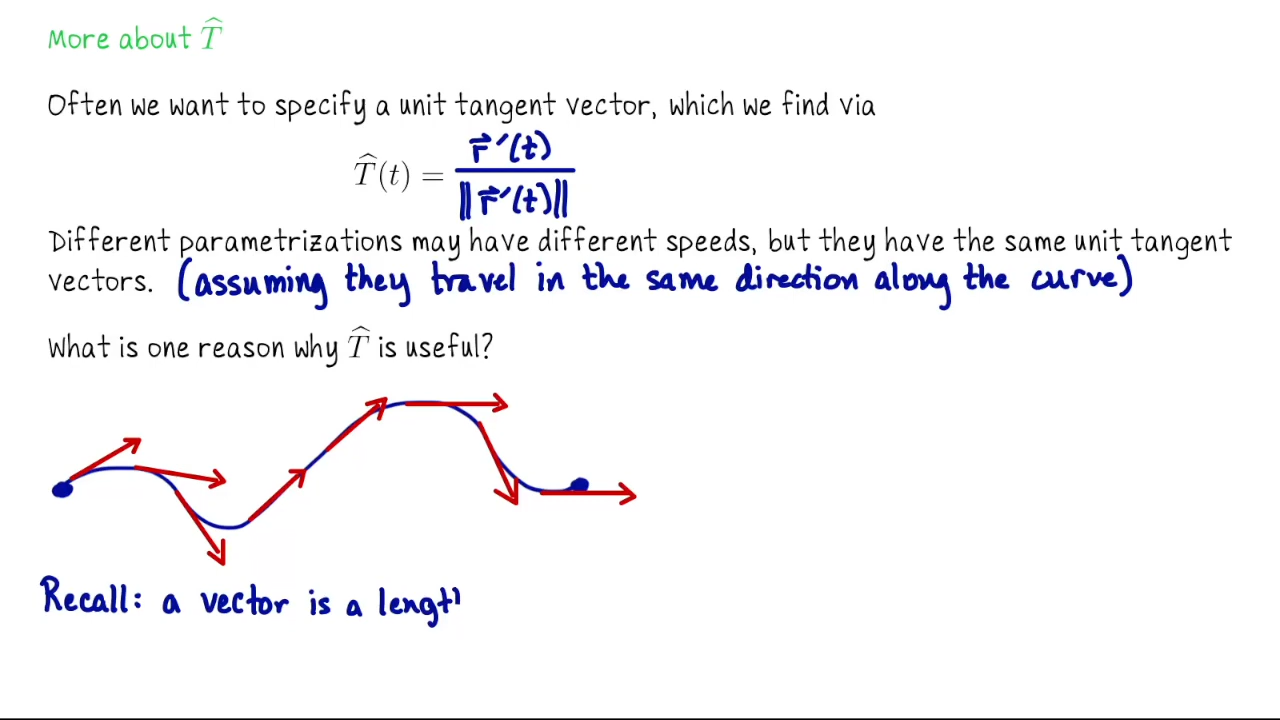 More about T̂
Often we want to specify a unit tangent vector, which we find via
T̂(t) = r⃗′(t) / ‖r⃗′(t)‖
Different parametrizations may have different speeds, but they have the same unit tangent
vectors. (assuming they travel in the same direction along the curve)
What is one reason why T̂ is useful?
Recall: a vector is a lengt